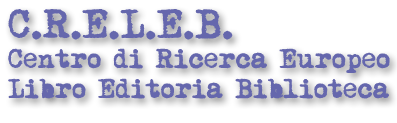 C.R.E.L.E.B.
Centro di Ricerca Europeo
Libro Editoria Biblioteca